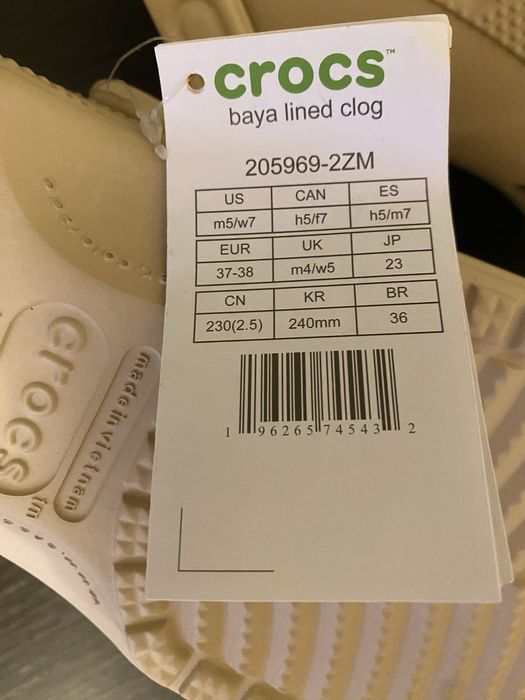 crocs™
baya lined clog
205969-2ZM
US CAN ES
m5/w7 h5/f7 h5/m7
EUR UK JP
37-38 m4/w5 23
CN KR BR
230(2.5) 240mm 36
1 96265 74543 2
crocs
tm
made in vietnam